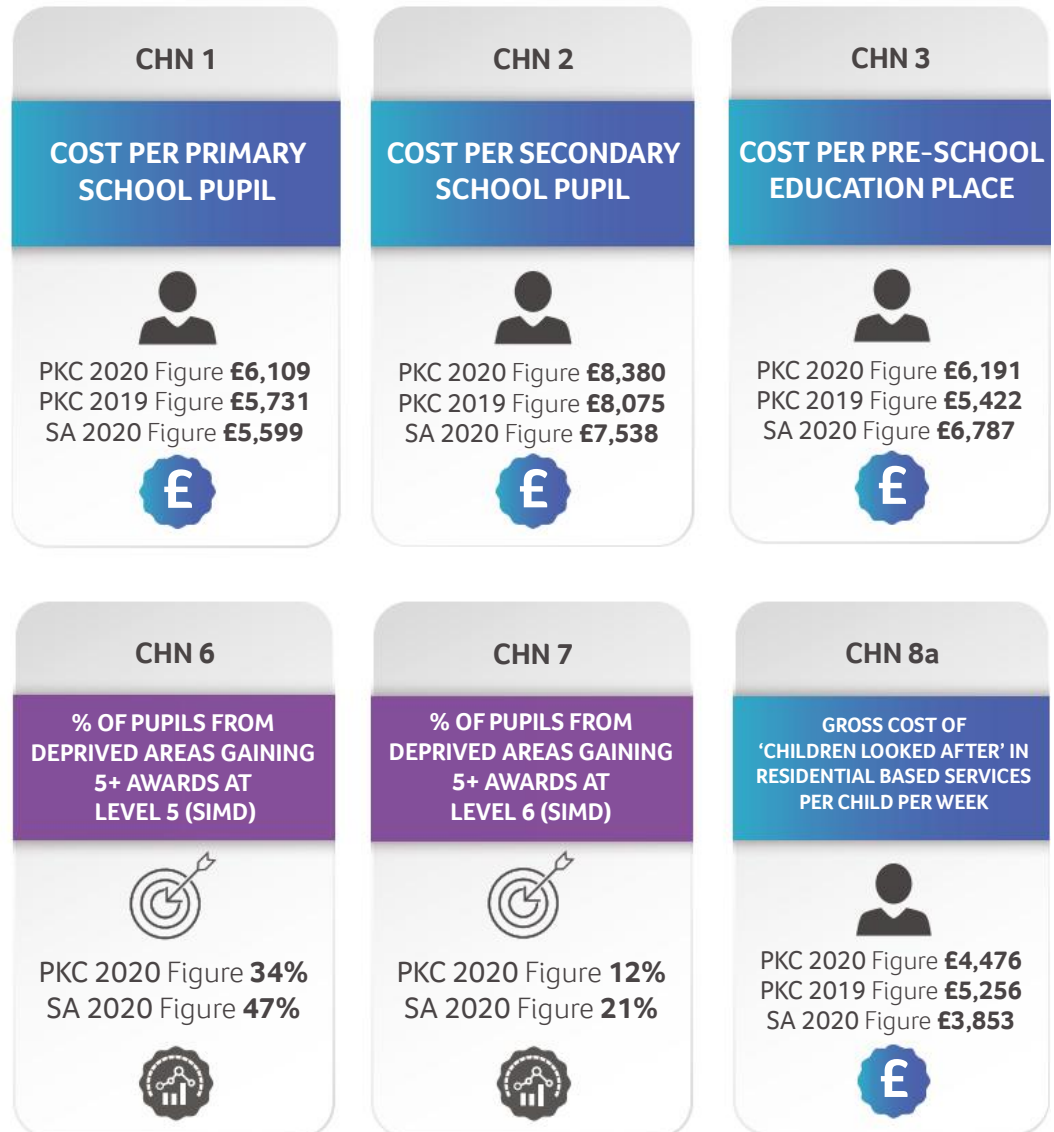 CHN 1
COST PER PRIMARY
SCHOOL PUPIL
PKC 2020 Figure £6,109
PKC 2019 Figure £5,731
SA 2020 Figure £5,599
£
CHN 2
COST PER SECONDARY
SCHOOL PUPIL
PKC 2020 Figure £8,380
PKC 2019 Figure £8,075
SA 2020 Figure £7,538
£
CHN 3
COST PER PRE-SCHOOL
EDUCATION PLACE
PKC 2020 Figure £6,191
PKC 2019 Figure £5,422
SA 2020 Figure £6,787
£
CHN 6
% OF PUPILS FROM
DEPRIVED AREAS GAINING
5+ AWARDS AT
LEVEL 5 (SIMD)
PKC 2020 Figure 34%
SA 2020 Figure 47%
CHN 7
% OF PUPILS FROM
DEPRIVED AREAS GAINING
5+ AWARDS AT
LEVEL 6 (SIMD)
PKC 2020 Figure 12%
SA 2020 Figure 21%
CHN 8a
GROSS COST OF
‘CHILDREN LOOKED AFTER’ IN
RESIDENTIAL BASED SERVICES
PER CHILD PER WEEK
PKC 2020 Figure £4,476
PKC 2019 Figure £5,256
SA 2020 Figure £3,853
£